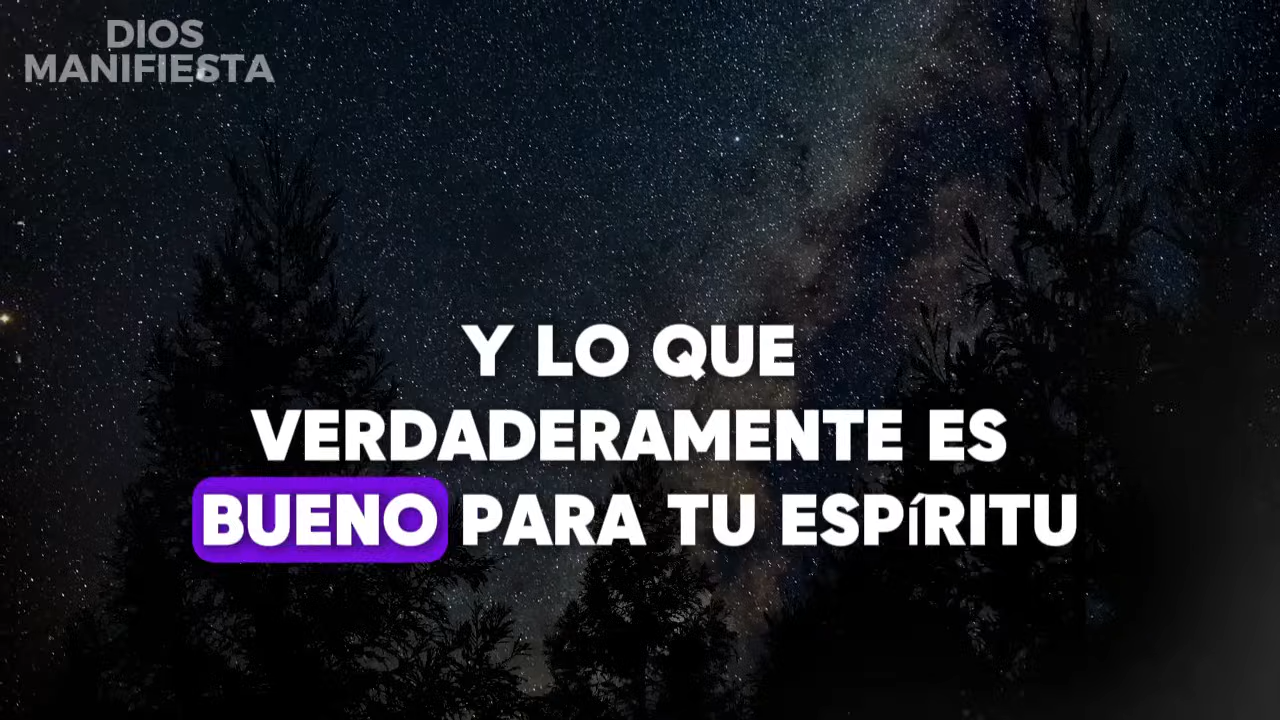 DIOS
MANIFIESTA
Y LO QUE
VERDADERAMENTE ES
BUENO PARA TU ESPíRITU